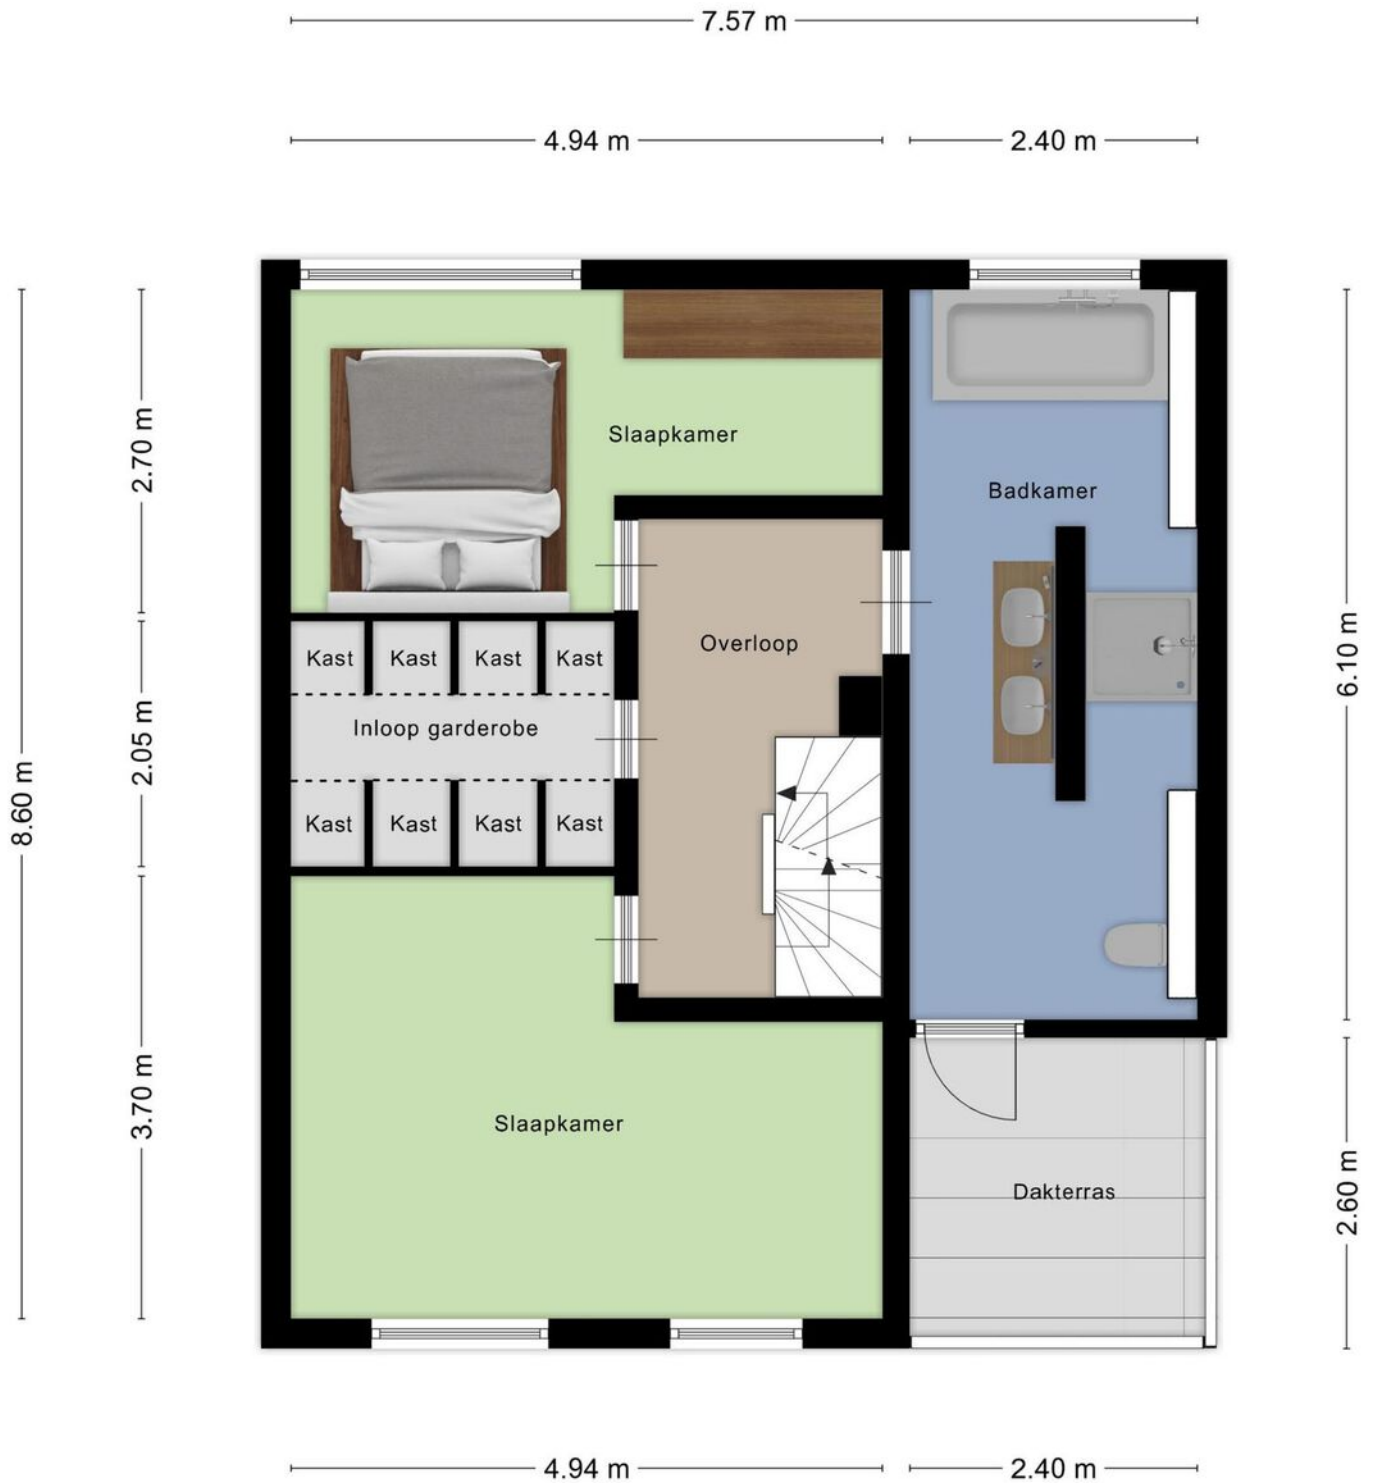 7.57 m
4.94 m
2.40 m
Slaapkamer
2.70 m
Badkamer
Overloop
6.10 m
Kast
Kast
Kast
Kast
Inloop garderobe
2.05 m
8.60 m
Kast
Kast
Kast
Kast
3.70 m
Slaapkamer
Dakterras
2.60 m
4.94 m
2.40 m